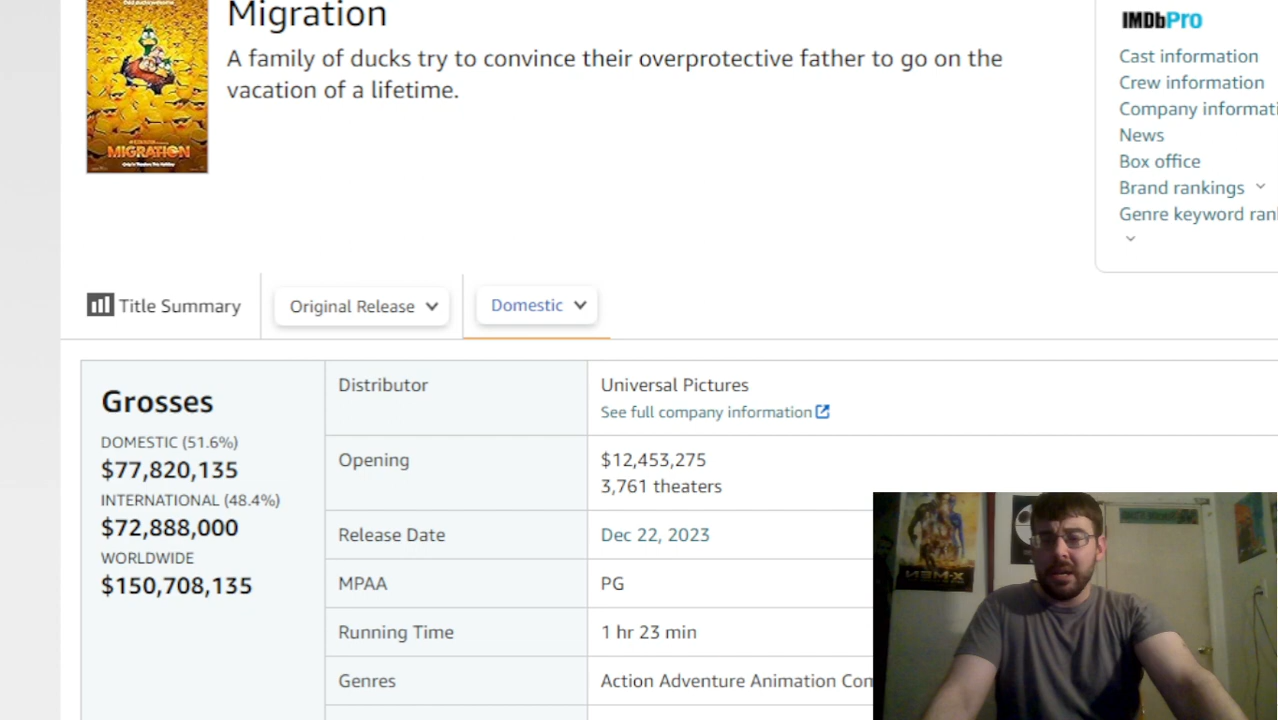 Migration
A family of ducks try to convince their overprotective father to go on the
vacation of a lifetime.
MIGRATION
IMDbPro
Cast information
Crew information
Company informati
News
Box office
Brand rankings
Genre keyword ran
Title Summary
Original Release
Domestic
Grosses
DOMESTIC (51.6%)
$77,820,135
INTERNATIONAL (48.4%)
$72,888,000
WORLDWIDE
$150,708,135
Distributor
Universal Pictures
See full company information
Opening
$12,453,275
3,761 theaters
Release Date
Dec 22, 2023
MPAA
PG
Running Time
1 hr 23 min
Genres
Action Adventure Animation Com
X-MEN